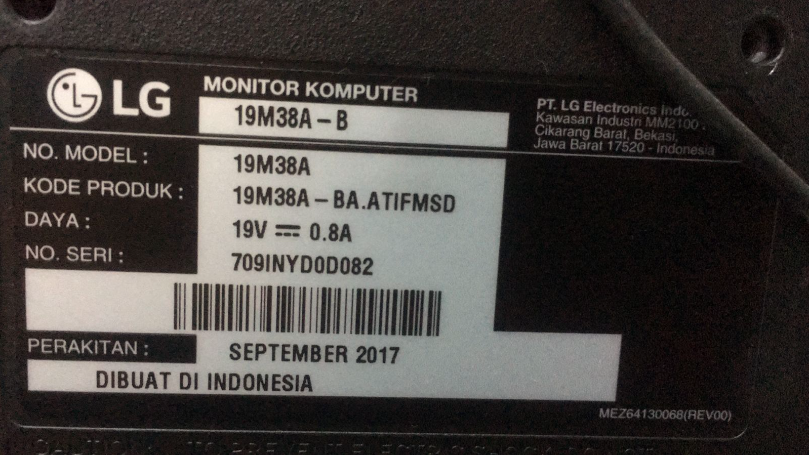 LG
MONITOR KOMPUTER
19M38A-B
PT. LG Electronics
Kawasan Industri MM2100
Cikarang Barat, Bekasi,
Jawa Barat 17520 - Indonesia
NO. MODEL : 19M38A
KODE PRODUK : 19M38A-BA.ATIFMSD
DAYA : 19V ⎓ 0.8A
NO. SERI : 709INYD0D082
PERAKITAN : SEPTEMBER 2017
DIBUAT DI INDONESIA
MEZ64130068(REV00)